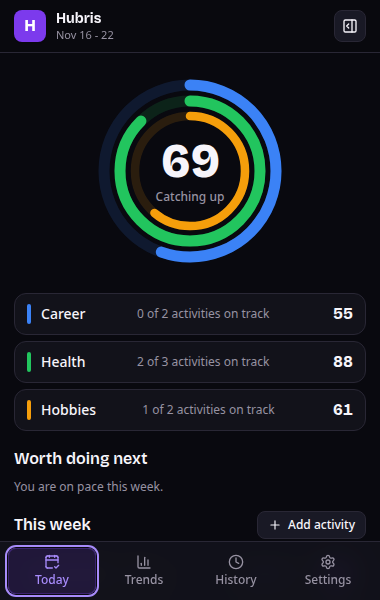 H
Hubris
Nov 16 - 22
69
Catching up
Career 0 of 2 activities on track 55
Health 2 of 3 activities on track 88
Hobbies 1 of 2 activities on track 61
Worth doing next
You are on pace this week.
This week
+ Add activity
Today Trends History Settings